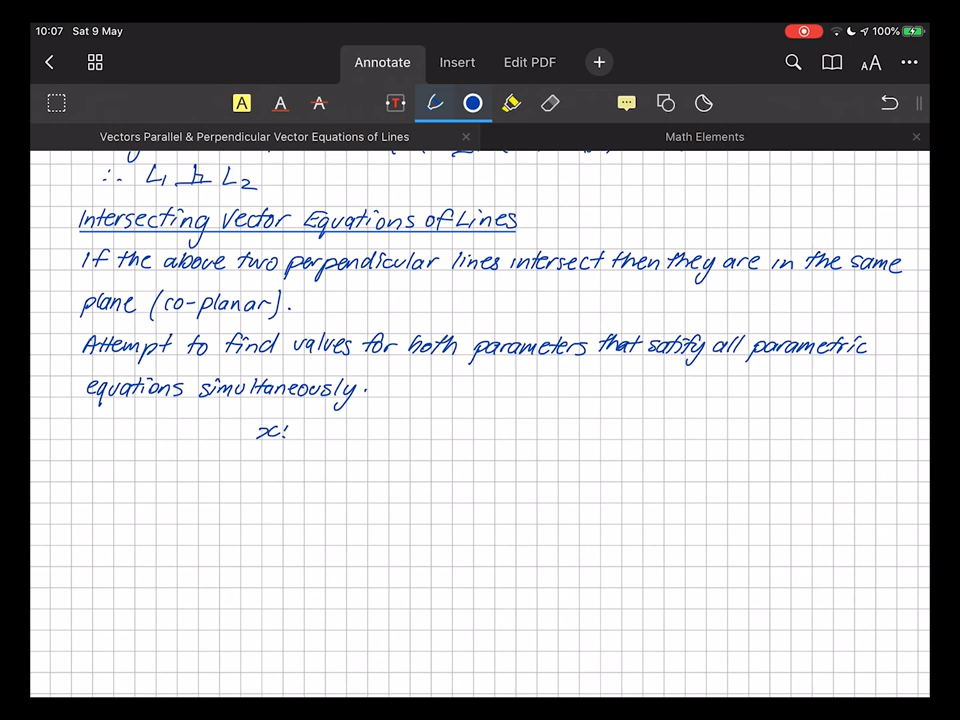 10:07 Sat 9 May 100%
Annotate Insert Edit PDF
Vectors Parallel & Perpendicular Vector Equations of Lines Math Elements
∴ L1 ⊥ L2
Intersecting Vector Equations of Lines
If the above two perpendicular lines intersect then they are in the same
plane (co-planar).
Attempt to find values for both parameters that satify all parametric
equations simultaneously.
x: